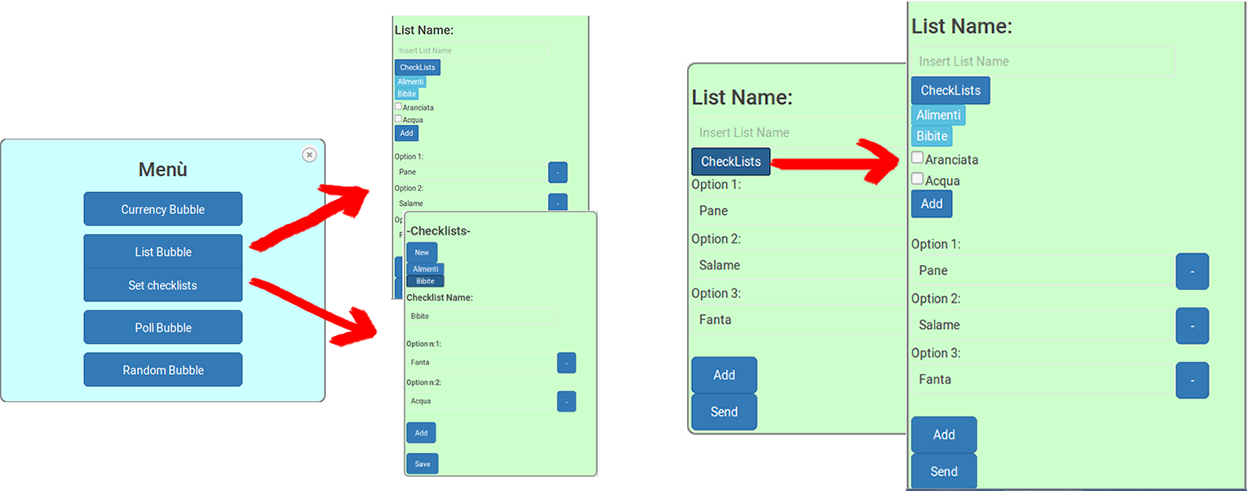 Menù
Currency Bubble
List Bubble
Set checklists
Poll Bubble
Random Bubble
List Name:
Insert List Name
CheckLists
Alimenti
Bibite
Aranciata
Acqua
Add
Option 1:
Pane
-
Option 2:
Salame
-
-Checklists-
New
Alimenti
Bibite
Checklist Name:
Bibite
Option n:1:
Fanta
-
Option n:2:
Acqua
-
Add
Save
List Name:
Insert List Name
CheckLists
Option 1:
Pane
Option 2:
Salame
Option 3:
Fanta
Add
Send
List Name:
Insert List Name
CheckLists
Alimenti
Bibite
Aranciata
Acqua
Add
Option 1:
Pane
-
Option 2:
Salame
-
Option 3:
Fanta
-
Add
Send